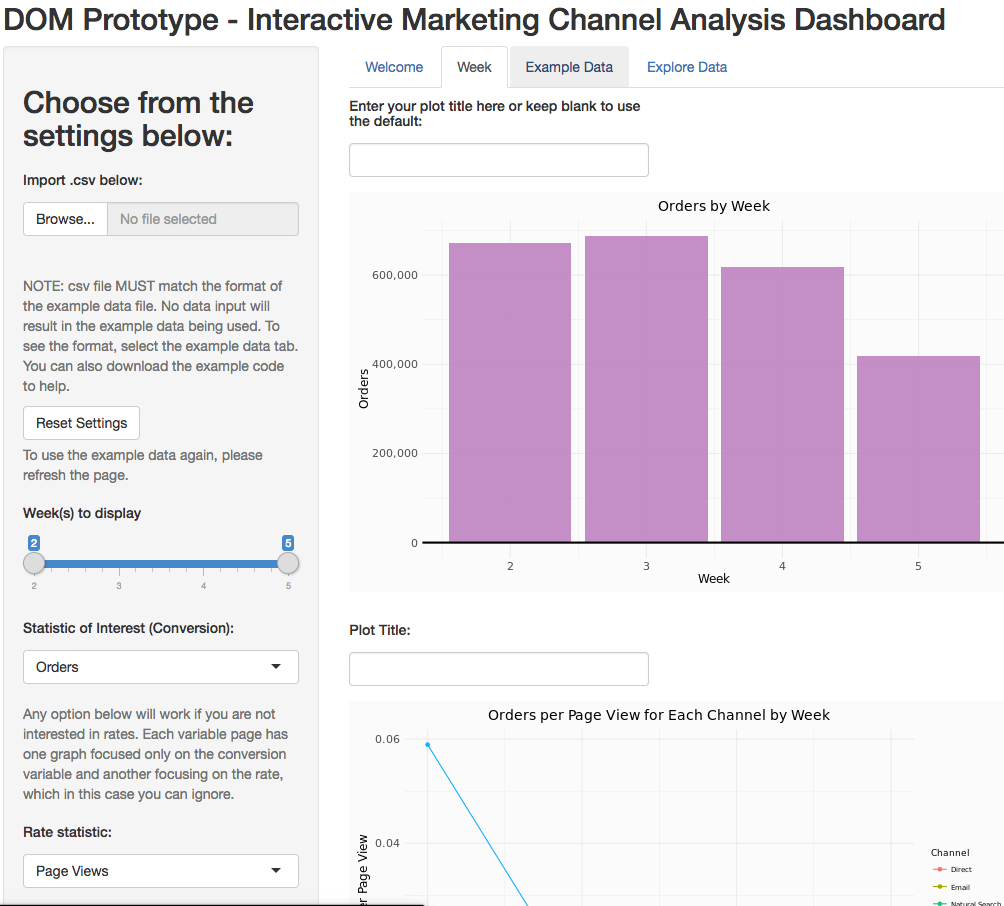 DOM Prototype - Interactive Marketing Channel Analysis Dashboard
Choose from the
settings below:
Import .csv below:
Browse... No file selected
NOTE: csv file MUST match the format of
the example data file. No data input will
result in the example data being used. To
see the format, select the example data tab.
You can also download the example code
to help.
Reset Settings
To use the example data again, please
refresh the page.
Week(s) to display
2 5
2 3 4 5
Statistic of Interest (Conversion):
Orders
Any option below will work if you are not
interested in rates. Each variable page has
one graph focused only on the conversion
variable and another focusing on the rate,
which in this case you can ignore.
Rate statistic:
Page Views
Welcome Week Example Data Explore Data
Enter your plot title here or keep blank to use
the default:
Orders by Week
600,000
400,000
200,000
0
Orders
2 3 4 5
Week
Plot Title:
Orders per Page View for Each Channel by Week
0.06
0.04
r Page View
Channel
Direct
Email
Natural Search